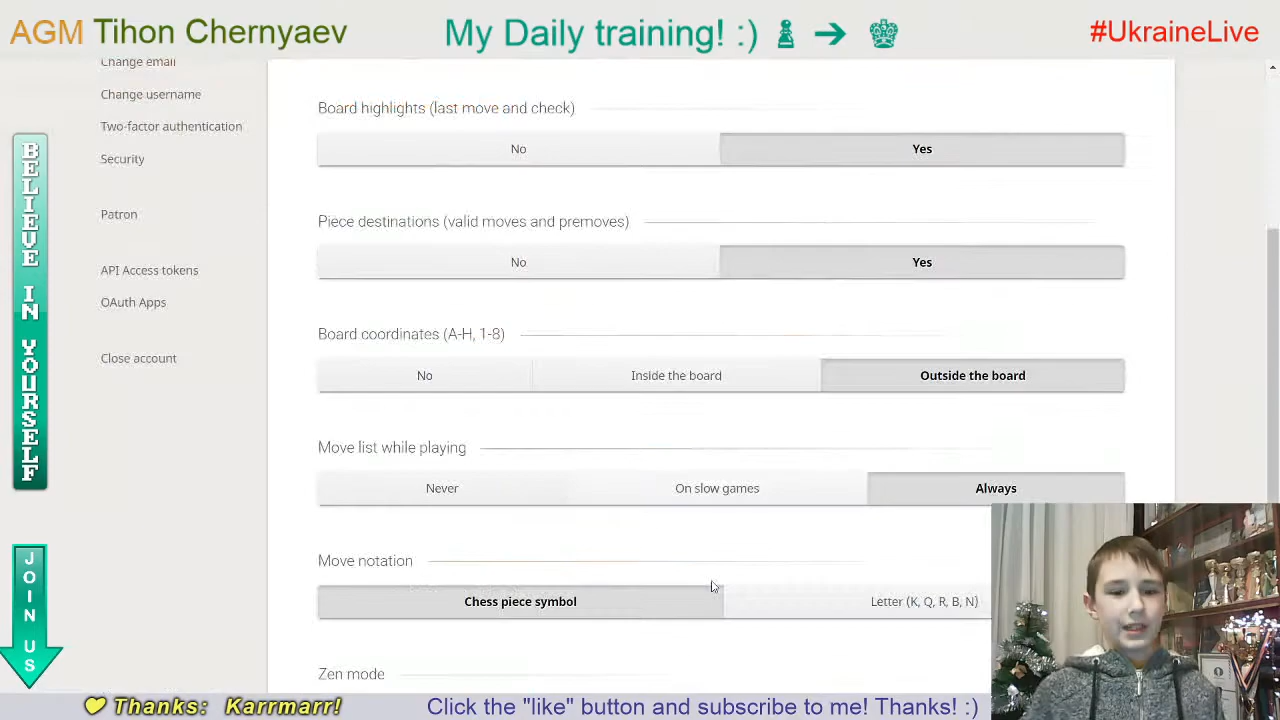 AGM Tihon Chernyaev
My Daily training! :) ♟ → ♚
#UkraineLive
BELIEVE IN YOURSELF
JOIN US
Change email
Change username
Two-factor authentication
Security
Patron
API Access tokens
OAuth Apps
Close account
Board highlights (last move and check)
No
Yes
Piece destinations (valid moves and premoves)
No
Yes
Board coordinates (A-H, 1-8)
No
Inside the board
Outside the board
Move list while playing
Never
On slow games
Always
Move notation
Chess piece symbol
Letter (K, Q, R, B, N)
Zen mode
Thanks: Karrmarr!
Click the "like" button and subscribe to me! Thanks! :)